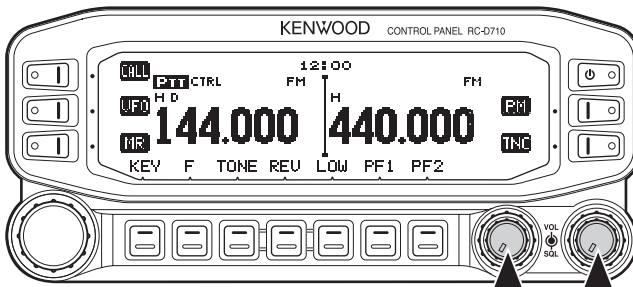 KENWOOD CONTROL PANEL RC-D710
12:00
CALL PTT CTRL FM FM
H D H
VFO 144.000 440.000 PM
MR TNC
KEY F TONE REV LOW PF1 PF2
VOL
SQL